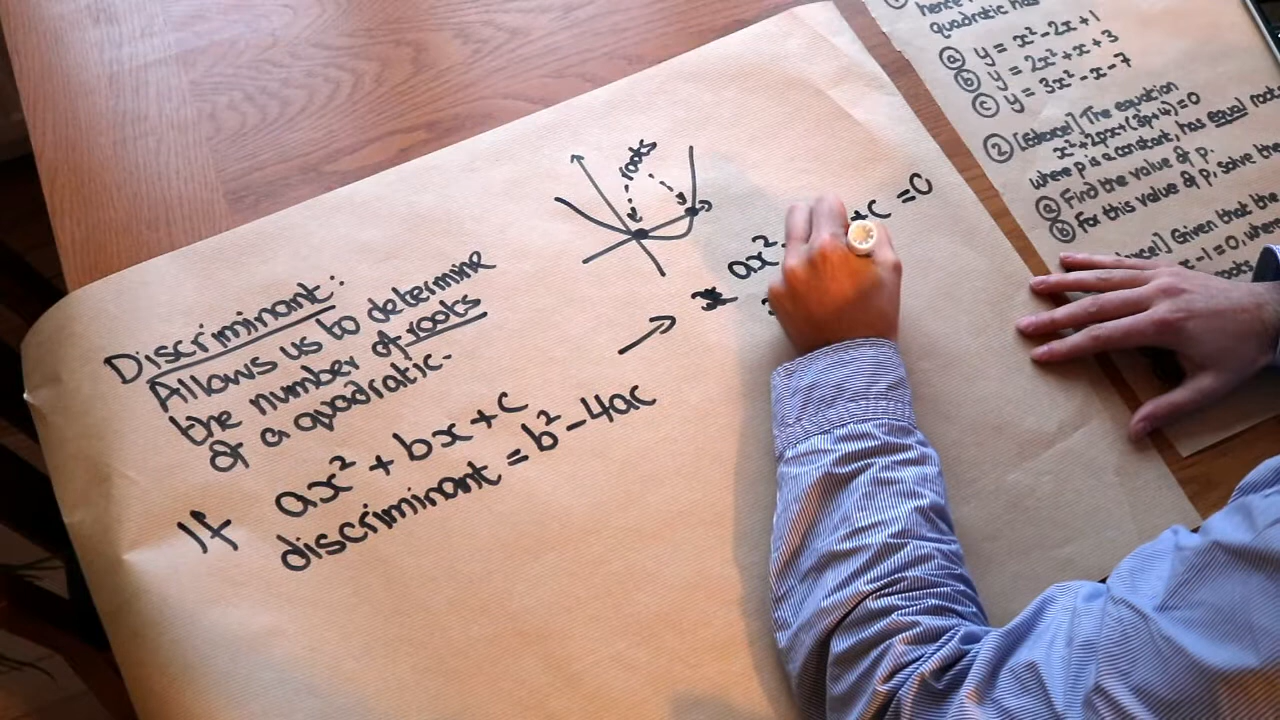 Discriminant:
Allows us to determine
the number of roots
of a quadratic.
If ax² + bx + c
discriminant = b² - 4ac
roots
ax²
+c = 0
hence
quadratic has
ⓐ y = x² - 2x + 1
ⓑ y = 2x² + x + 3
ⓒ y = 3x² - x - 7
② [Edexcel] The equation
x² + 2px + (3p+4) = 0
where p is a constant, has equal roots
ⓐ Find the value of p.
ⓑ For this value of p, solve the
] Given that the
x - 1 = 0, where
roots